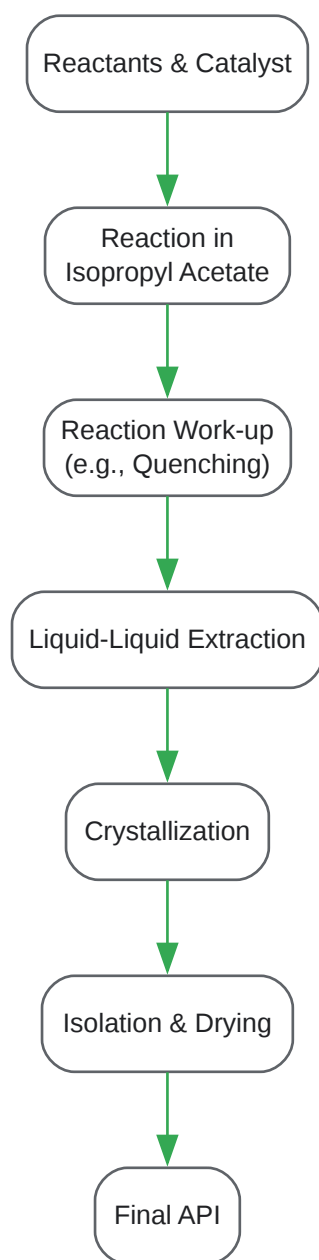 Reactants & Catalyst
Reaction in
Isopropyl Acetate
Reaction Work-up
(e.g., Quenching)
Liquid-Liquid Extraction
Crystallization
Isolation & Drying
Final API